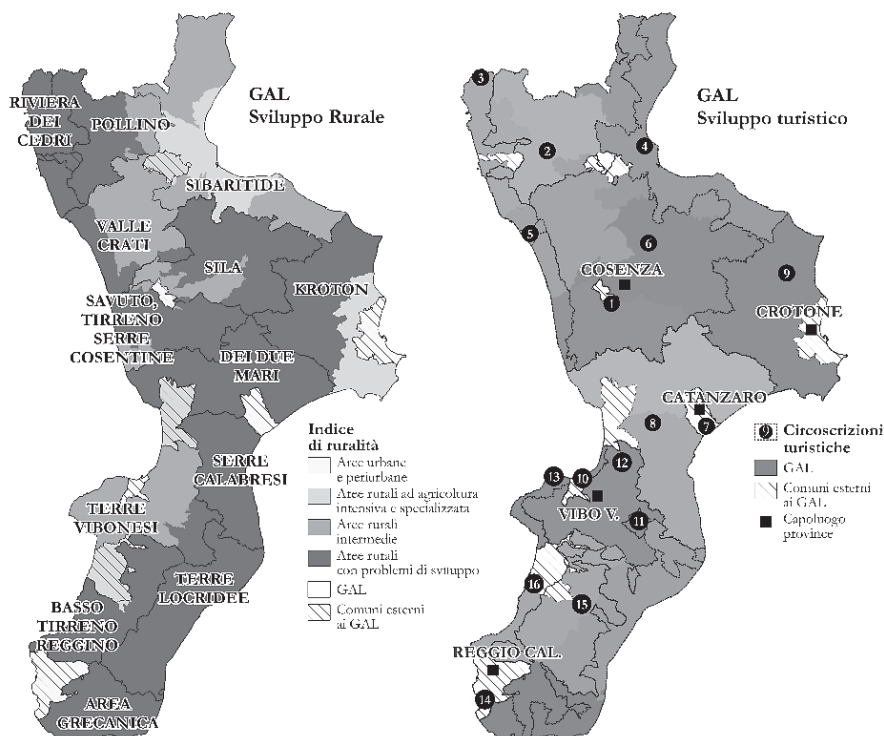 GAL
Sviluppo Rurale
RIVIERA
DEI
CEDRI
POLLINO
SIBARITIDE
VALLE
CRATI
SILA
KROTON
SAVUTO,
TIRRENO
SERRE
COSENTINE
DEI DUE
MARI
SERRE
CALABRESI
TERRE
VIBONESI
TERRE
LOCRIDEE
BASSO
TIRRENO
REGGINO
AREA
GRECANICA
Indice
di ruralità
Aree urbane
e periurbane
Aree rurali ad agricoltura
intensiva e specializzata
Aree rurali
intermedie
Aree rurali
con problemi di sviluppo
GAL
Comuni esterni
ai GAL
GAL
Sviluppo turistico
3
2
4
5
6
COSENZA
1
9
CROTONE
CATANZARO
8
7
12
13
10
VIBO V.
11
16
15
REGGIO CAL.
14
9 Circoscrizioni
turistiche
GAL
Comuni esterni
ai GAL
Capoluogo
province